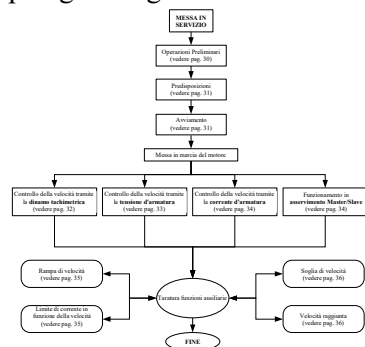 MESSA IN
SERVIZIO
Operazioni Preliminari
(vedere pag. 30)
Predisposizioni
(vedere pag. 31)
Avviamento
(vedere pag. 31)
Messa in marcia del motore
Controllo della velocità tramite
la dinamo tachimetrica
(vedere pag. 32)
Controllo della velocità tramite
la tensione d'armatura
(vedere pag. 33)
Controllo della velocità tramite
la corrente d'armatura
(vedere pag. 34)
Funzionamento in
asservimento Master/Slave
(vedere pag. 34)
Rampa di velocità
(vedere pag. 35)
Soglia di velocità
(vedere pag. 36)
Taratura funzioni ausiliarie
Limite di corrente in
funzione della velocità
(vedere pag. 35)
Velocità raggiunta
(vedere pag. 36)
FINE